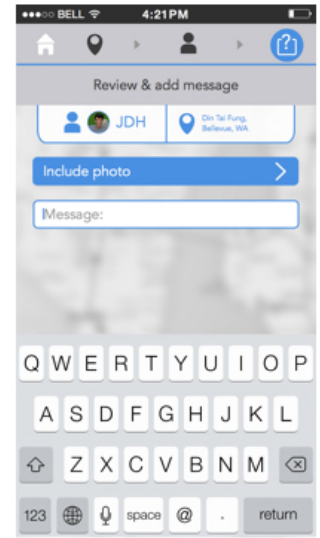 BELL 4:21PM
?
Review & add message
JDH
Din Tai Fung,
Bellevue, WA
Include photo
Message:
Q W E R T Y U I O P
A S D F G H J K L
Z X C V B N M
123 space @ . return